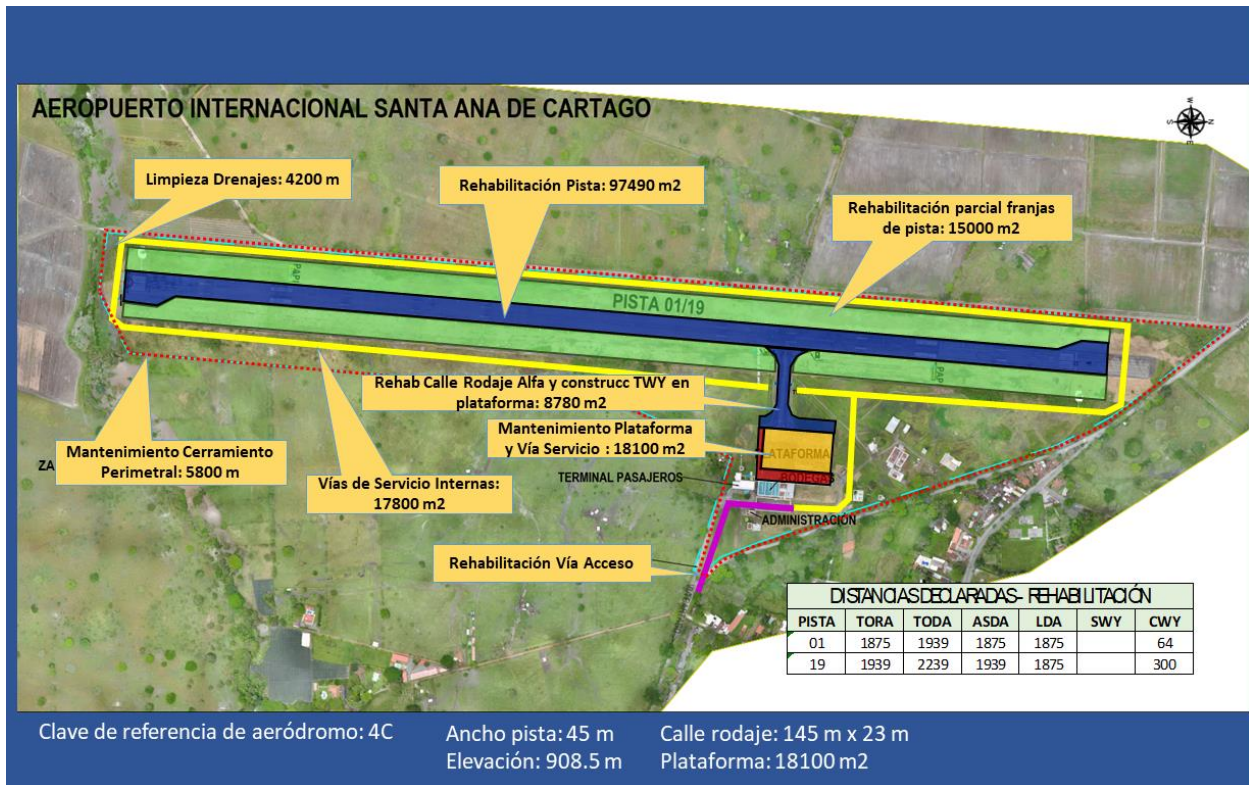 AEROPUERTO INTERNACIONAL SANTA ANA DE CARTAGO
W
S
N
E
Limpieza Drenajes: 4200 m
Rehabilitación Pista: 97490 m2
Rehabilitación parcial franjas
de pista: 15000 m2
PAPI
PISTA 01/19
PAPI
Rehab Calle Rodaje Alfa y construcc TWY en
plataforma: 8780 m2
Mantenimiento Plataforma
y Vía Servicio : 18100 m2
Mantenimiento Cerramiento
Perimetral: 5800 m
ZA
Vías de Servicio Internas:
17800 m2
LATAFORMA
TERMINAL PASAJEROS
BODEGA
ADMINISTRACIÓN
Rehabilitación Vía Acceso
DISTANCIAS DECLARADAS - REHABILITACIÓN
PISTA TORA TODA ASDA LDA SWY CWY
01 1875 1939 1875 1875 64
19 1939 2239 1939 1875 300
Clave de referencia de aeródromo: 4C
Ancho pista: 45 m
Calle rodaje: 145 m x 23 m
Elevación: 908.5 m
Plataforma: 18100 m2